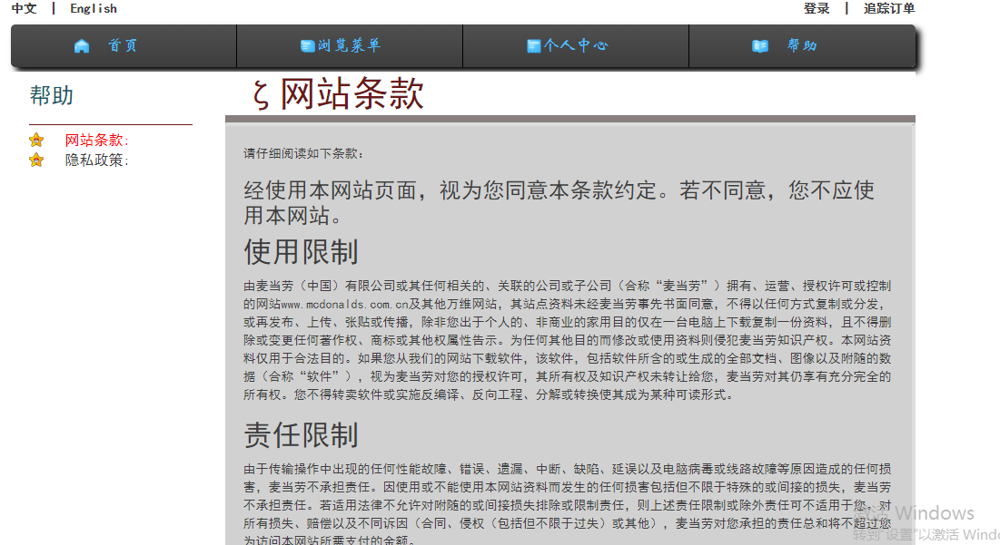 中文 | English
登录 | 追踪订单
首页 浏览菜单 个人中心 帮助
帮助
网站条款:
隐私政策:
ζ 网站条款
请仔细阅读如下条款:
经使用本网站页面，视为您同意本条款约定。若不同意，您不应使
用本网站。
使用限制
由麦当劳（中国）有限公司或其任何相关的、关联的公司或子公司（合称“麦当劳”）拥有、运营、授权许可或控制
的网站www.mcdonalds.com.cn及其他万维网站，其站点资料未经麦当劳事先书面同意，不得以任何方式复制或分发，
或再发布、上传、张贴或传播，除非您出于个人的、非商业的家用目的仅在一台电脑上下载复制一份资料，且不得删
除或变更任何著作权、商标或其他权属性告示。为任何其他目的而修改或使用资料则侵犯麦当劳知识产权。本网站资
料仅用于合法目的。如果您从我们的网站下载软件，该软件，包括软件所含的或生成的全部文档、图像以及附随的数
据（合称“软件”），视为麦当劳对您的授权许可，其所有权及知识产权未转让给您，麦当劳对其仍享有充分完全的
所有权。您不得转卖软件或实施反编译、反向工程、分解或转换使其成为某种可读形式。
责任限制
由于传输操作中出现的任何性能故障、错误、遗漏、中断、缺陷、延误以及电脑病毒或线路故障等原因造成的任何损
害，麦当劳不承担责任。因使用或不能使用本网站资料而发生的任何损害包括但不限于特殊的或间接的损失，麦当劳
不承担责任。若适用法律不允许对附随的或间接损失排除或限制责任，则上述责任限制或除外责任可不适用于您。对
所有损失、赔偿以及不同诉因（合同、侵权（包括但不限于过失）或其他），麦当劳对您承担的责任总和将不超过您
为访问本网站所需支付的金额。
激活 Windows
转到"设置"以激活 Windo